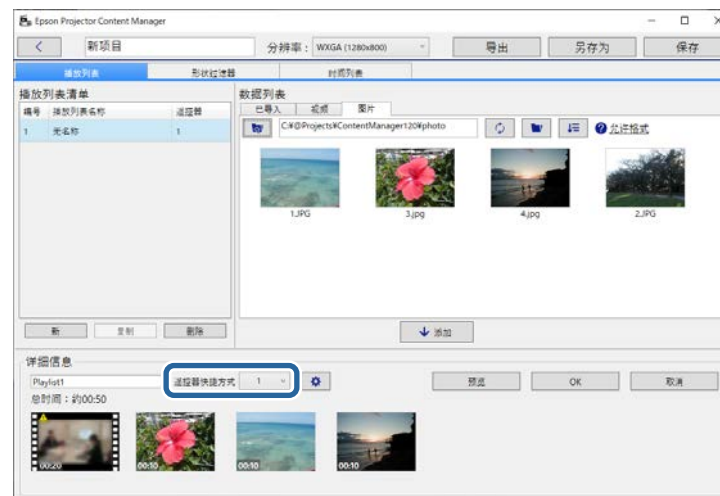 Epson Projector Content Manager
新项目 分辨率： WXGA (1280x800) 导出 另存为 保存
播放列表 形状过滤器 时间列表
播放列表清单 数据列表
编号 播放列表名称 遥控器 已导入 视频 图片
1 无名称 1 C:¥@Projects¥ContentManager120¥photo 允许格式
1.JPG 3.jpg 4.jpg 2.JPG
新 复制 删除 添加
详细信息
Playlist1 遥控器快捷方式 1 预览 OK 取消
总时间：约00:50
00:20 00:10 00:10 00:10